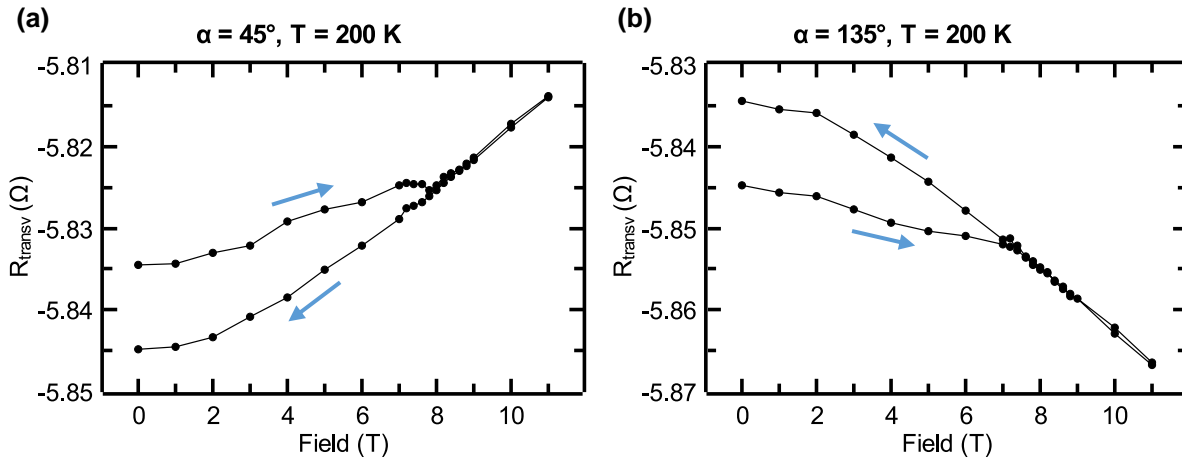 (a)
α = 45°, T = 200 K
-5.81
-5.82
-5.83
-5.84
-5.85
R_transv (Ω)
0 2 4 6 8 10
Field (T)
(b)
α = 135°, T = 200 K
-5.83
-5.84
-5.85
-5.86
-5.87
R_transv (Ω)
0 2 4 6 8 10
Field (T)